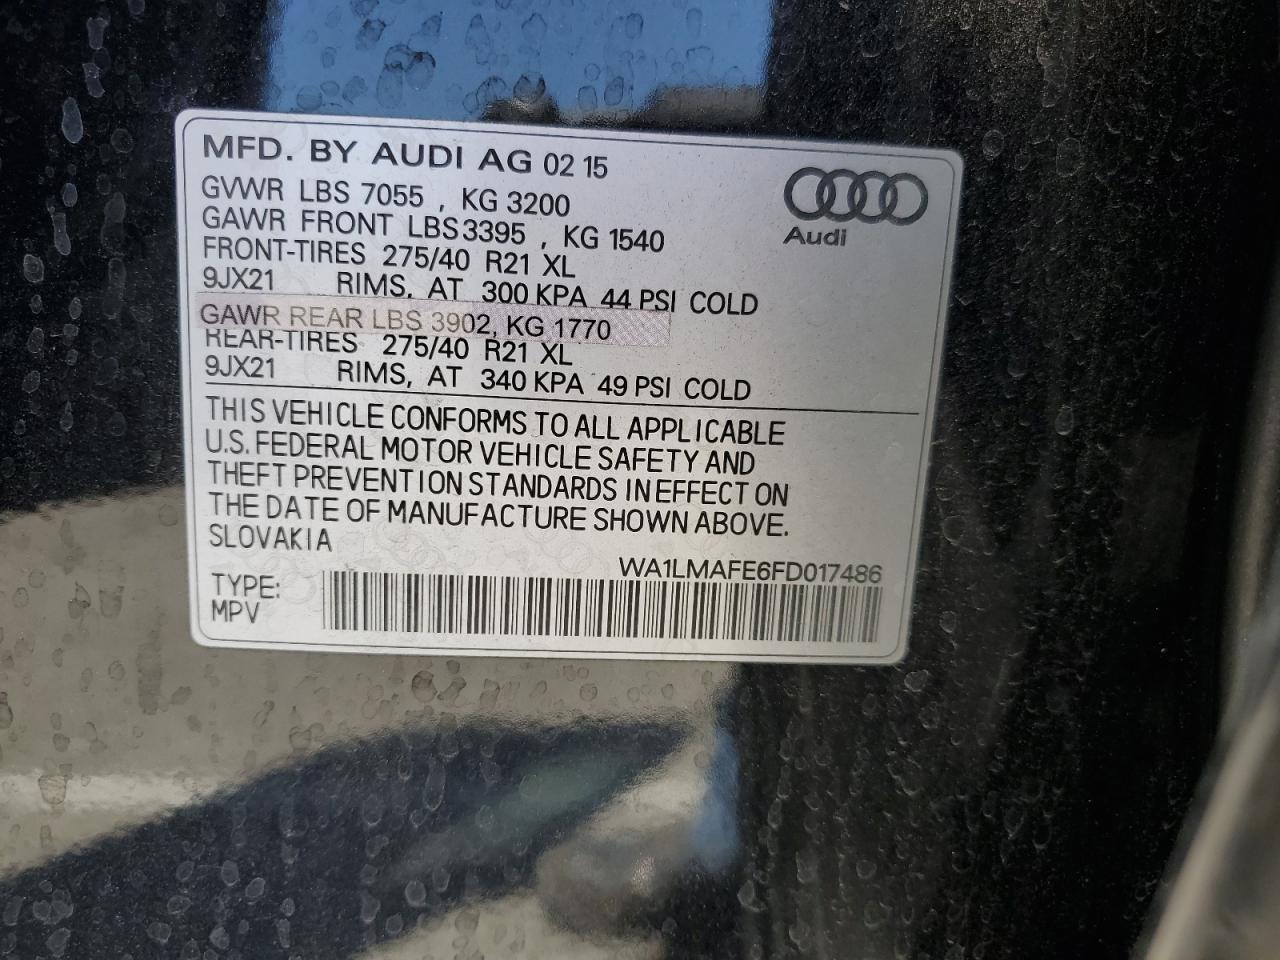 MFD. BY AUDI AG 02 15
GVWR LBS 7055 , KG 3200
GAWR FRONT LBS 3395 , KG 1540
FRONT-TIRES 275/40 R21 XL
9JX21 RIMS, AT 300 KPA 44 PSI COLD
GAWR REAR LBS 3902, KG 1770
REAR-TIRES 275/40 R21 XL
9JX21 RIMS, AT 340 KPA 49 PSI COLD
Audi
THIS VEHICLE CONFORMS TO ALL APPLICABLE
U.S. FEDERAL MOTOR VEHICLE SAFETY AND
THEFT PREVENTION STANDARDS IN EFFECT ON
THE DATE OF MANUFACTURE SHOWN ABOVE.
SLOVAKIA
WA1LMAFE6FD017486
TYPE:
MPV